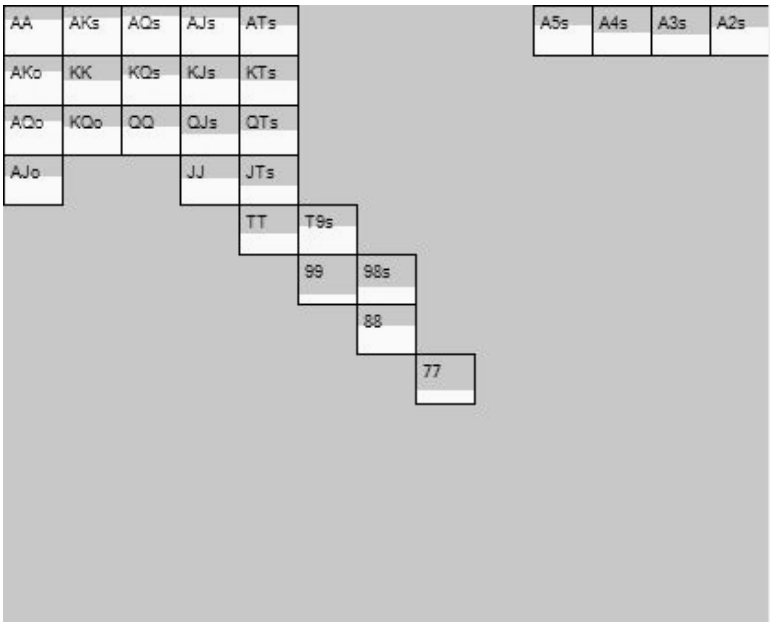 AA AKs AQs AJs ATs A5s A4s A3s A2s
AKo KK KQs KJs KTs
AQo KQo QQ QJs QTs
AJo JJ JTs
TT T9s
99 98s
88
77